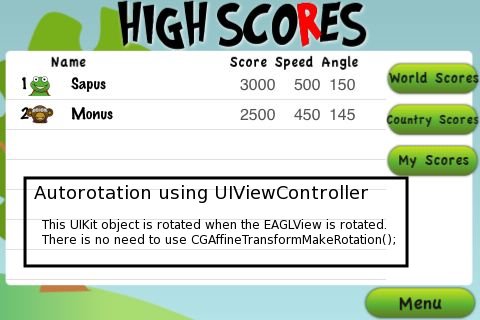 HIGH SCORES
Name Score Speed Angle
1 Sapus 3000 500 150
2 Monus 2500 450 145
World Scores
Country Scores
My Scores
Autorotation using UIViewController
This UIKit object is rotated when the EAGLView is rotated.
There is no need to use CGAffineTransformMakeRotation();
Menu